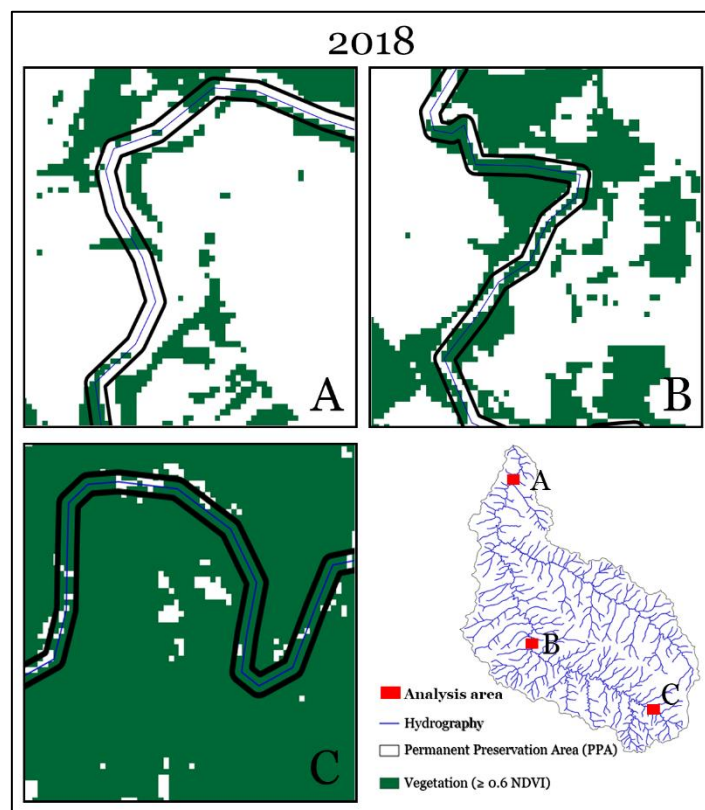 2018
A
B
C
A
B
C
Analysis area
Hydrography
Permanent Preservation Area (PPA)
Vegetation (≥ 0.6 NDVI)